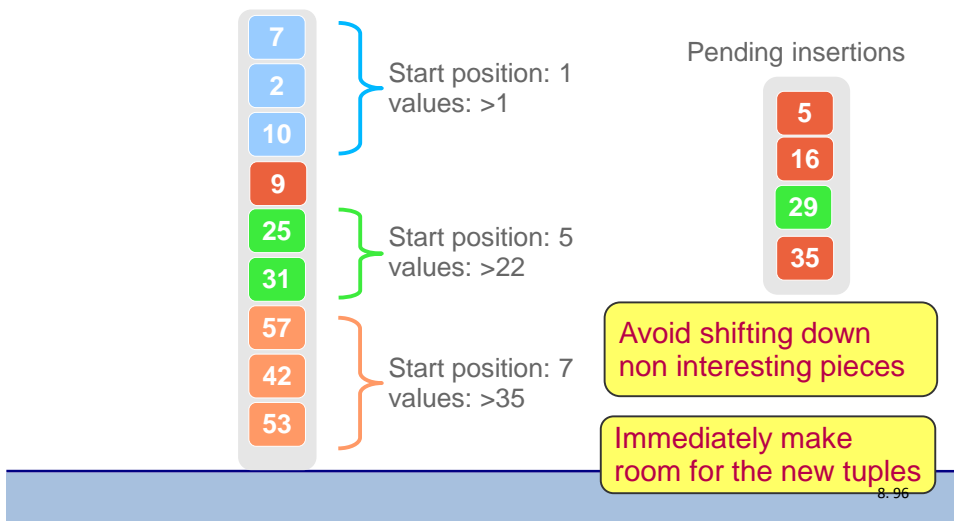 7
2
10
9
25
31
57
42
53
Start position: 1
values: >1
Start position: 5
values: >22
Start position: 7
values: >35
Pending insertions
5
16
29
35
Avoid shifting down
non interesting pieces
Immediately make
room for the new tuples
8. 96